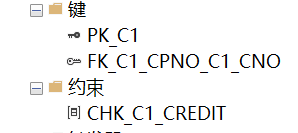 键
PK_C1
FK_C1_CPNO_C1_CNO
约束
CHK_C1_CREDIT